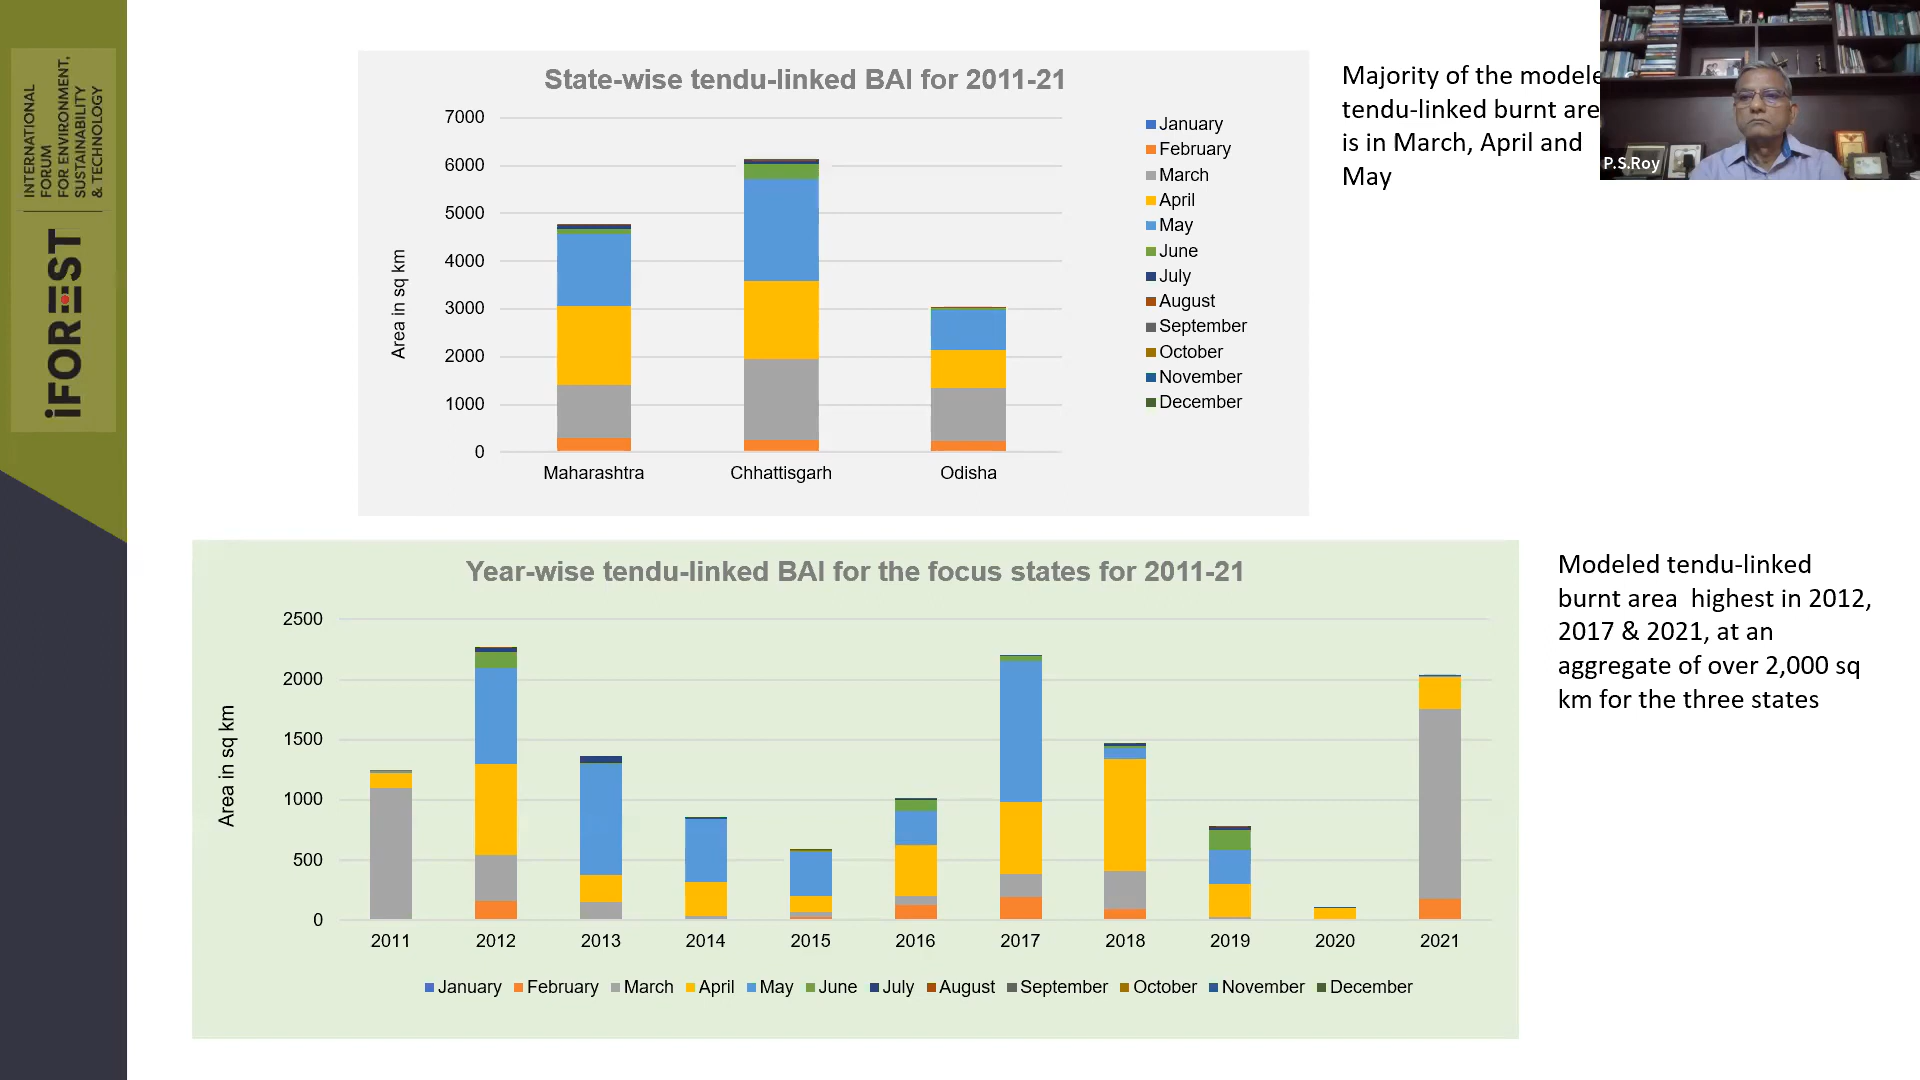 INTERNATIONAL
FORUM
FOR ENVIRONMENT,
SUSTAINABILITY
& TECHNOLOGY
iFOREST
State-wise tendu-linked BAI for 2011-21
7000
6000
5000
4000
3000
2000
1000
0
Area in sq km
Maharashtra
Chhattisgarh
Odisha
January
February
March
April
May
June
July
August
September
October
November
December
Majority of the modele
tendu-linked burnt are
is in March, April and
May
P.S.Roy
Year-wise tendu-linked BAI for the focus states for 2011-21
2500
2000
1500
1000
500
0
Area in sq km
2011 2012 2013 2014 2015 2016 2017 2018 2019 2020 2021
January February March April May June July August September October November December
Modeled tendu-linked
burnt area highest in 2012,
2017 & 2021, at an
aggregate of over 2,000 sq
km for the three states